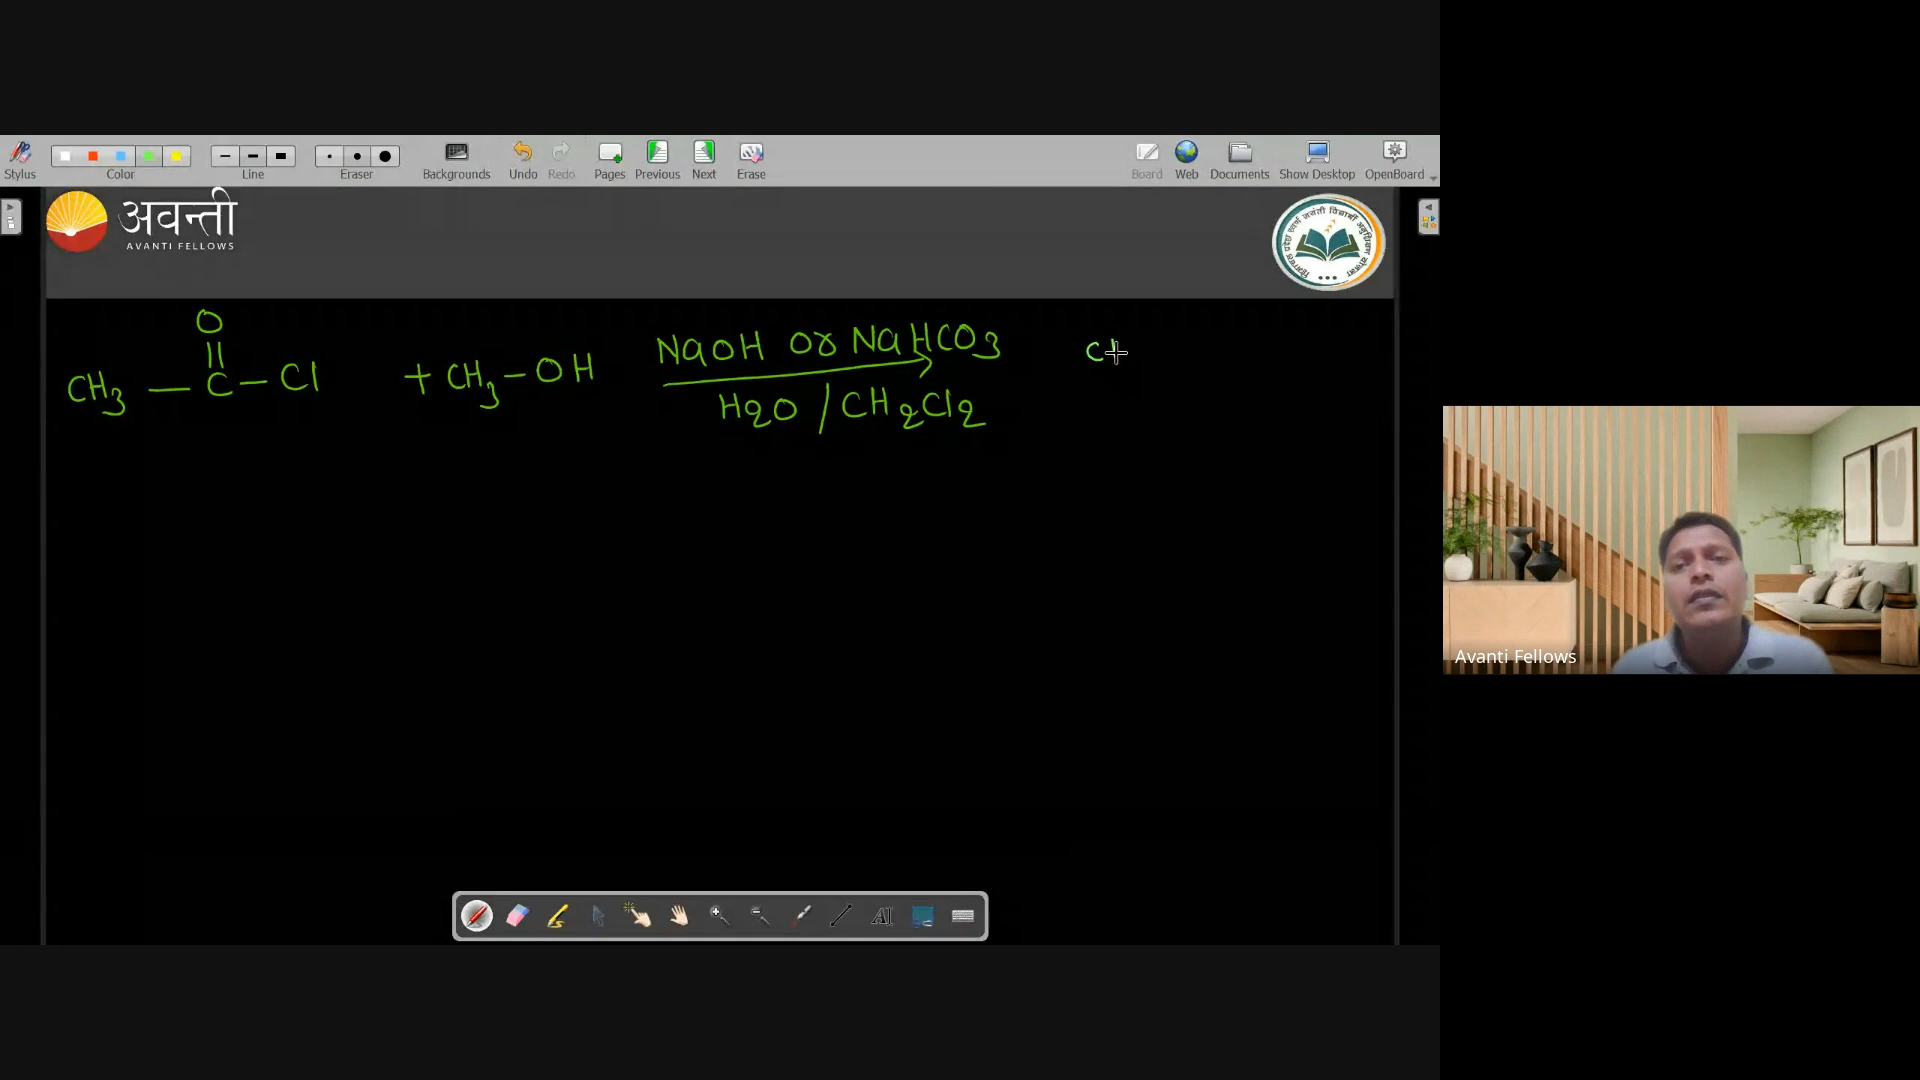 Stylus Color Line Eraser Backgrounds Undo Redo Pages Previous Next Erase Board Web Documents Show Desktop OpenBoard
अवन्ती
AVANTI FELLOWS
O
||
CH3 — C — Cl + CH3 – OH NaOH or NaHCO3 CH
H2O / CH2Cl2
Avanti Fellows